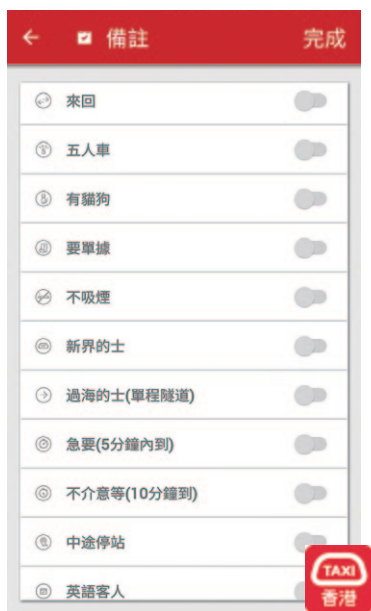 備註 完成
來回
五人車
有貓狗
要單據
不吸煙
新界的士
過海的士(單程隧道)
急要(5分鐘內到)
不介意等(10分鐘到)
中途停站
英語客人
TAXI
香港